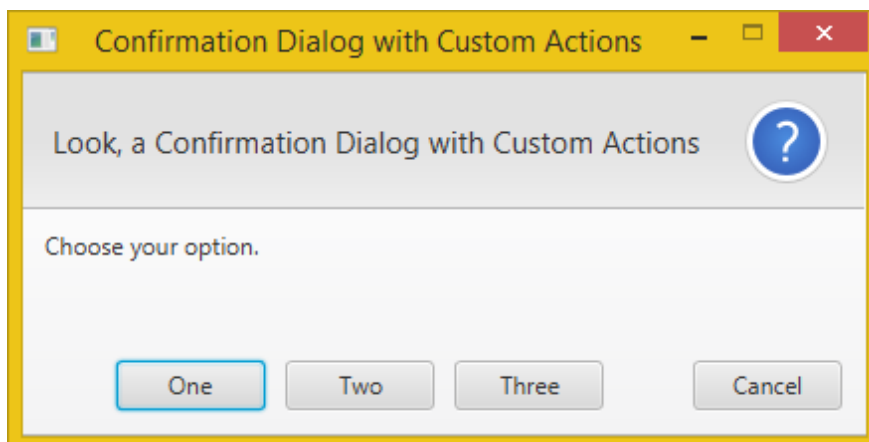 Confirmation Dialog with Custom Actions
Look, a Confirmation Dialog with Custom Actions
?
Choose your option.
One Two Three Cancel